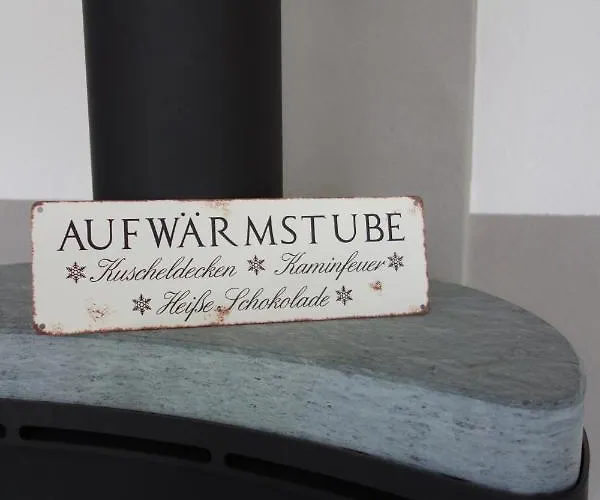 AUFWÄRMSTUBE
Kuscheldecken Kaminfeuer
Heiße Schokolade